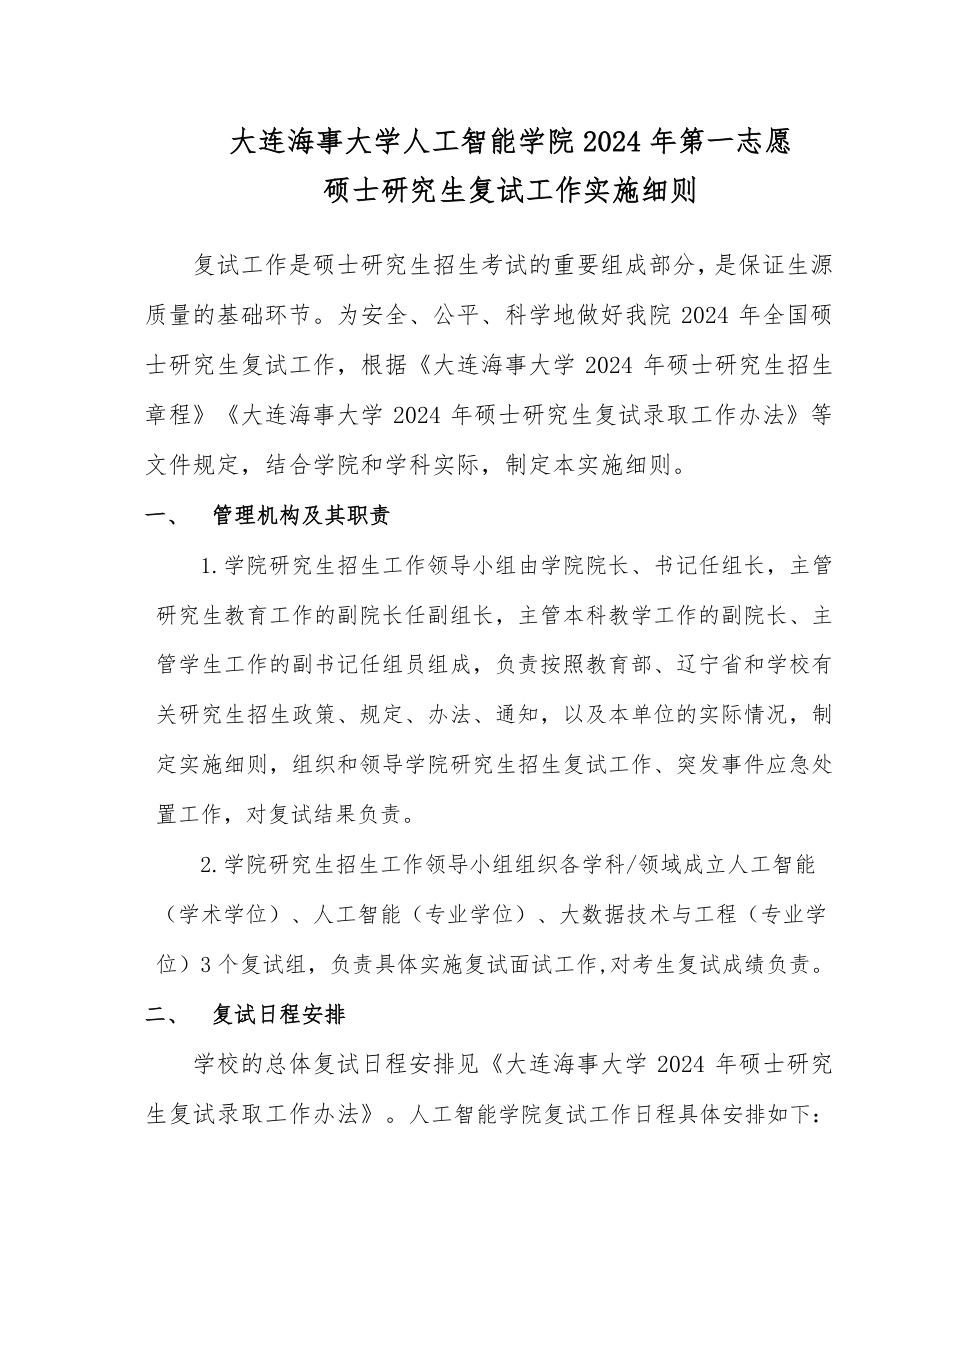 大连海事大学人工智能学院 2024 年第一志愿
硕士研究生复试工作实施细则
复试工作是硕士研究生招生考试的重要组成部分，是保证生源
质量的基础环节。为安全、公平、科学地做好我院 2024 年全国硕
士研究生复试工作，根据《大连海事大学 2024 年硕士研究生招生
章程》《大连海事大学 2024 年硕士研究生复试录取工作办法》等
文件规定，结合学院和学科实际，制定本实施细则。
一、 管理机构及其职责
1.学院研究生招生工作领导小组由学院院长、书记任组长，主管
研究生教育工作的副院长任副组长，主管本科教学工作的副院长、主
管学生工作的副书记任组员组成，负责按照教育部、辽宁省和学校有
关研究生招生政策、规定、办法、通知，以及本单位的实际情况，制
定实施细则，组织和领导学院研究生招生复试工作、突发事件应急处
置工作，对复试结果负责。
2.学院研究生招生工作领导小组组织各学科/领域成立人工智能
（学术学位）、人工智能（专业学位）、大数据技术与工程（专业学
位）3 个复试组，负责具体实施复试面试工作,对考生复试成绩负责。
二、 复试日程安排
学校的总体复试日程安排见《大连海事大学 2024 年硕士研究
生复试录取工作办法》。人工智能学院复试工作日程具体安排如下：